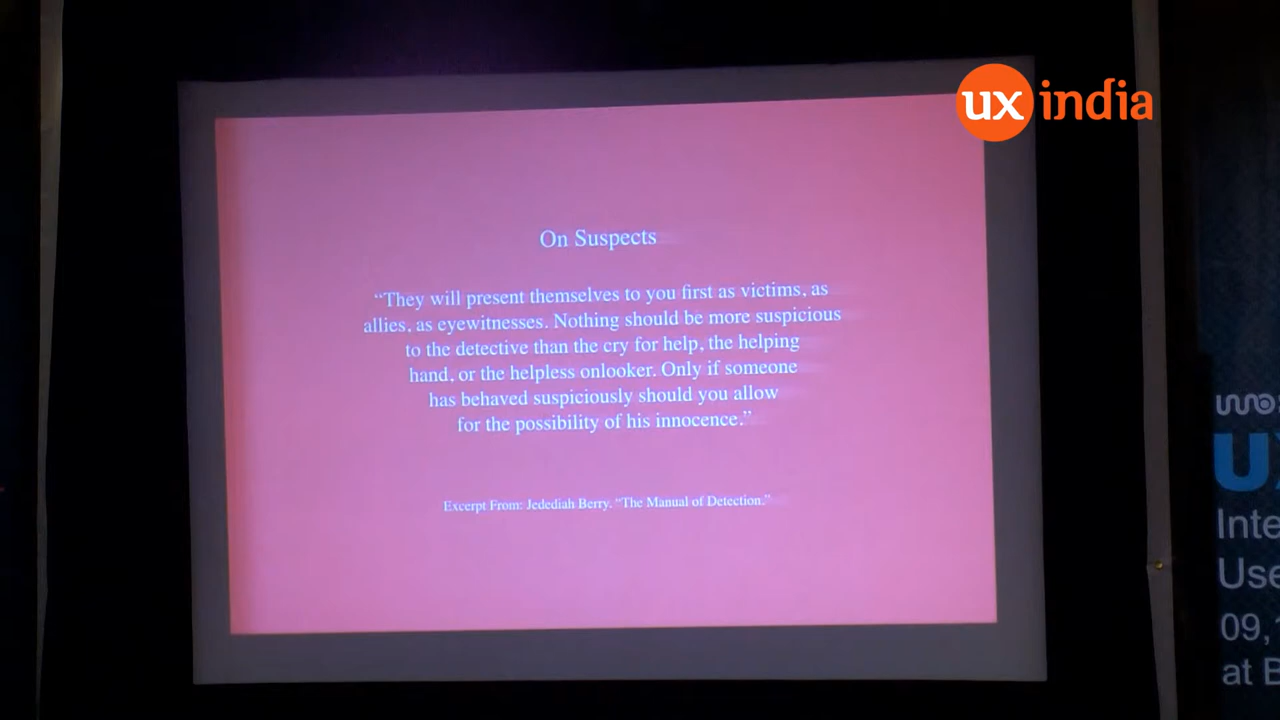 ux india
On Suspects
“They will present themselves to you first as victims, as
allies, as eyewitnesses. Nothing should be more suspicious
to the detective than the cry for help, the helping
hand, or the helpless onlooker. Only if someone
has behaved suspiciously should you allow
for the possibility of his innocence.”
Excerpt From: Jedediah Berry. “The Manual of Detection.”
UX
Inte
Use
09,
at B